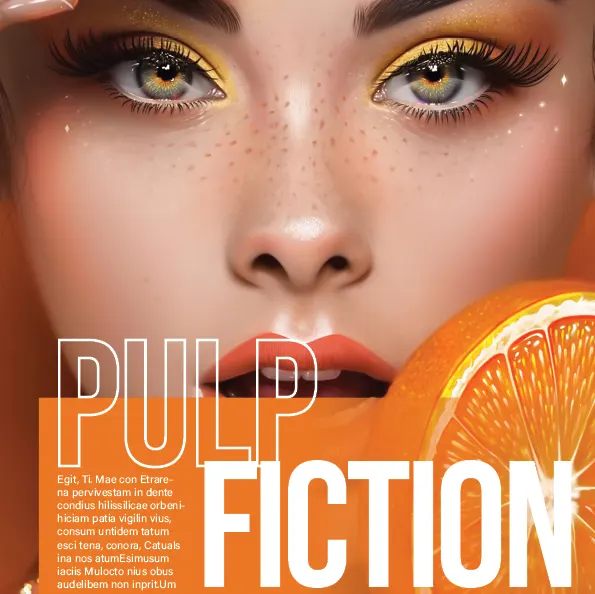 PULP
FICTION
Egit, Ti. Mae con Etrare-
na pervivestam in dente
condius hilissilicae orbeni-
hiciam patia vigilin vius,
consum untidem tatum
esci tena, conora, Catuals
ina nos atumEsimusum
iaciis Mulocto nius obus
audelibem non inpritUm